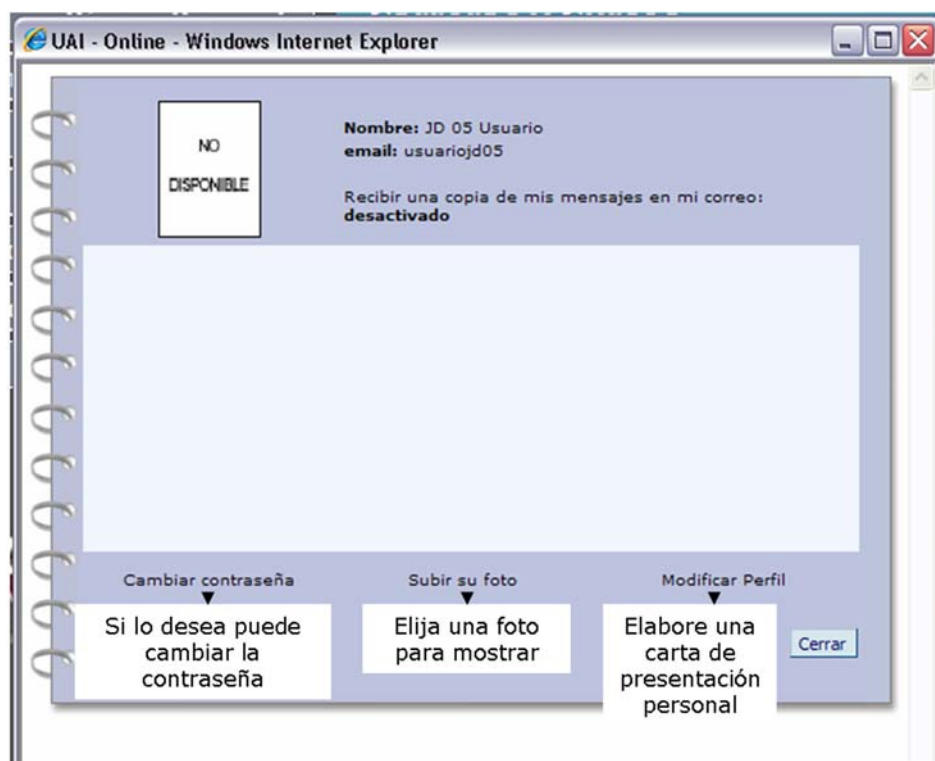 UAI - Online - Windows Internet Explorer
NO
DISPONIBLE
Nombre: JD 05 Usuario
email: usuariojd05
Recibir una copia de mis mensajes en mi correo:
desactivado
Cambiar contraseña
Subir su foto
Modificar Perfil
Si lo desea puede
cambiar la
contraseña
Elija una foto
para mostrar
Elabore una
carta de
presentación
personal
Cerrar